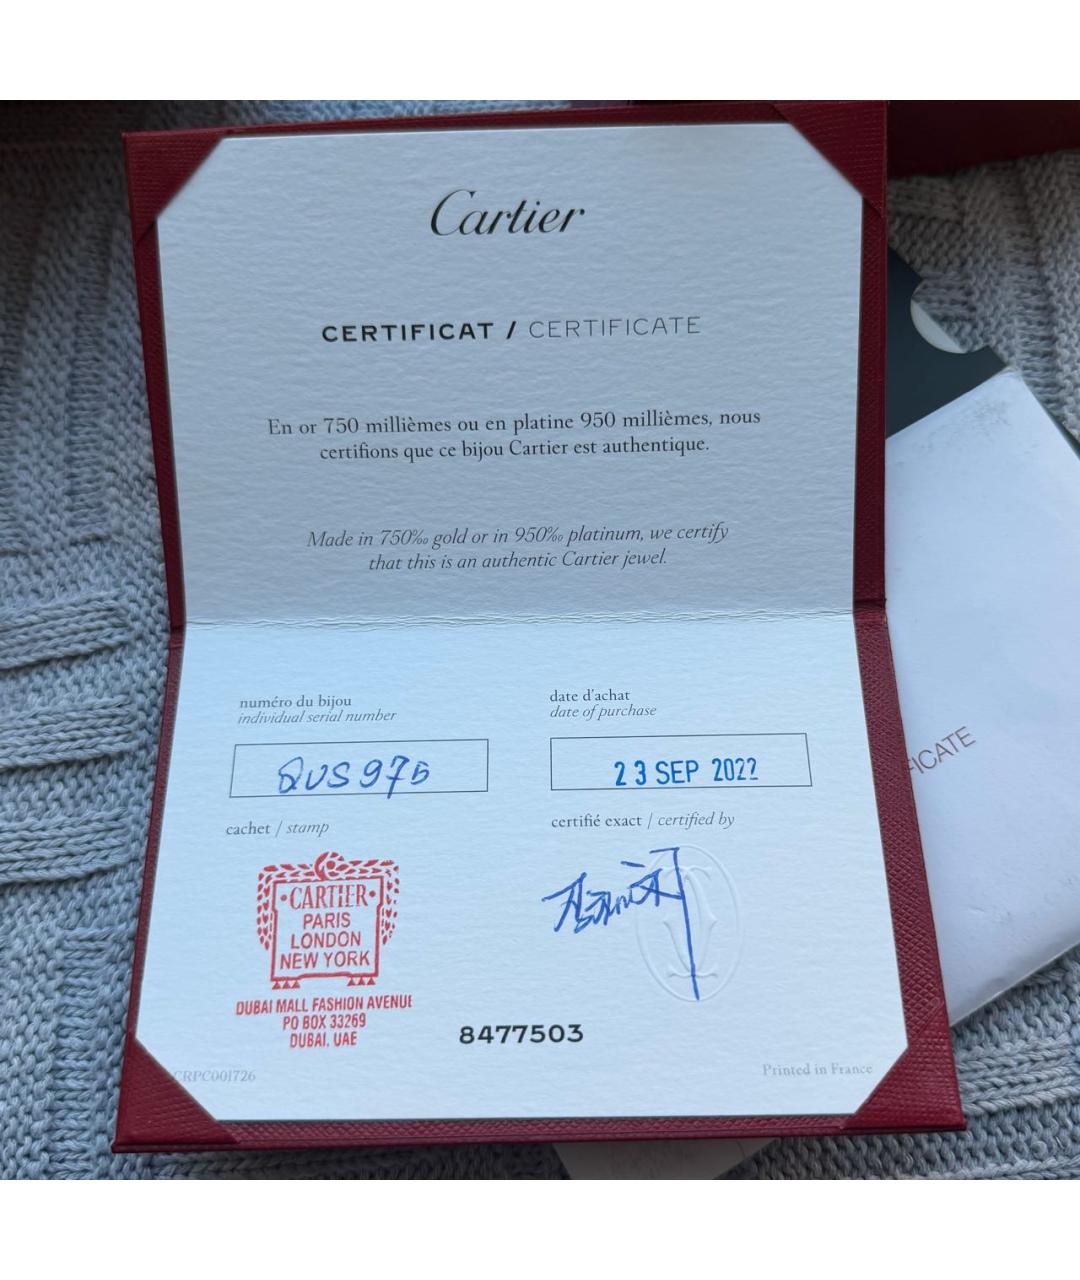 Cartier
CERTIFICAT / CERTIFICATE
En or 750 millièmes ou en platine 950 millièmes, nous
certifions que ce bijou Cartier est authentique.
Made in 750‰ gold or in 950‰ platinum, we certify
that this is an authentic Cartier jewel.
numéro du bijou
individual serial number
QUS97B
date d'achat
date of purchase
23 SEP 2022
cachet / stamp
certifié exact / certified by
·CARTIER·
PARIS
LONDON
NEW YORK
DUBAI MALL FASHION AVENUE
PO BOX 33269
DUBAI, UAE
8477503
CRPC001726
Printed in France
FICATE